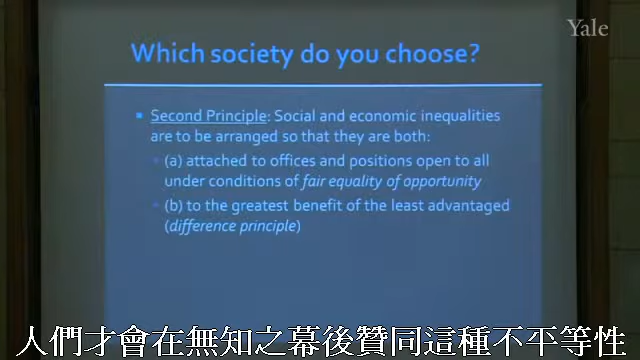 Yale
Which society do you choose?
Second Principle: Social and economic inequalities
are to be arranged so that they are both:
(a) attached to offices and positions open to all
under conditions of fair equality of opportunity
(b) to the greatest benefit of the least advantaged
(difference principle)
人們才會在無知之幕後贊同這種不平等性